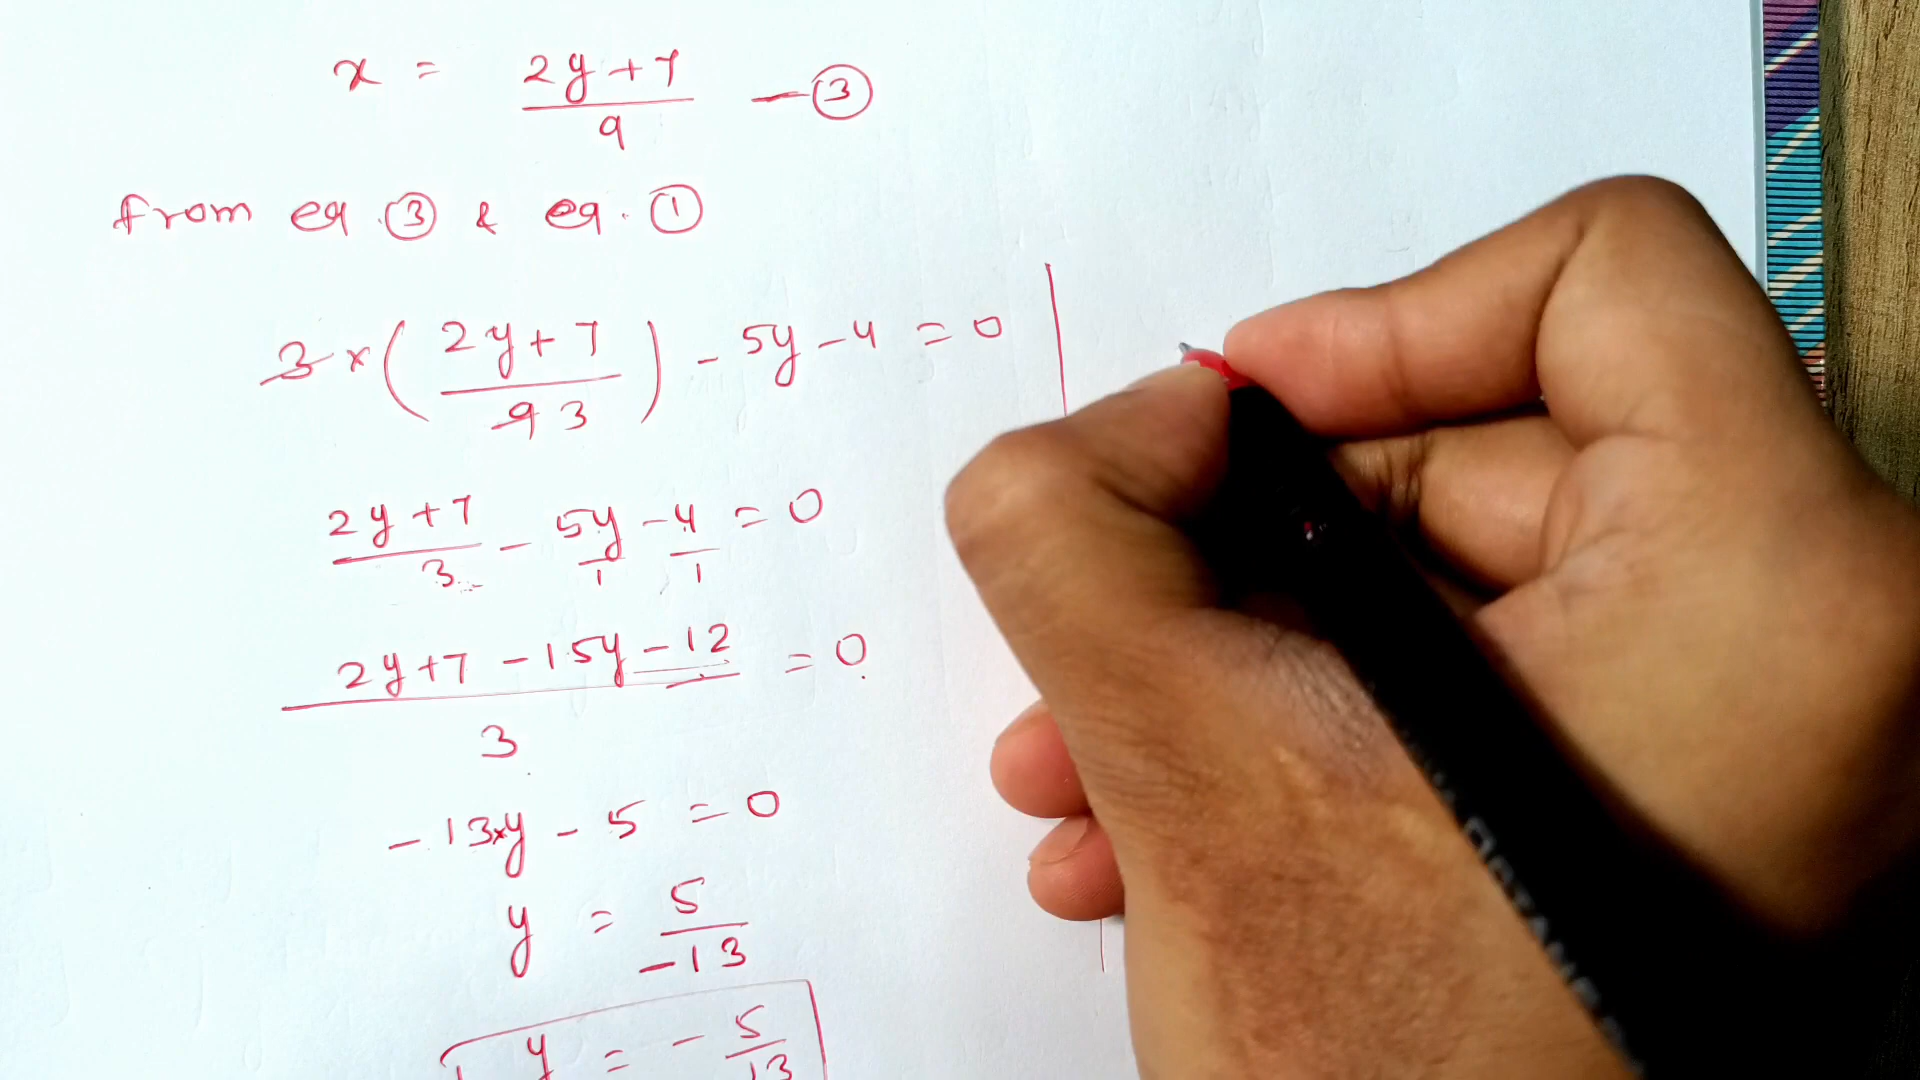 x = 2y+7/9 —③
from eq.③ & eq.①
3×(2y+7/9 3) - 5y-4 = 0
2y+7/3 - 5y/1 - 4/1 = 0
2y+7-15y-12/3 = 0
-13×y - 5 = 0
y = 5/-13
y = -5/13